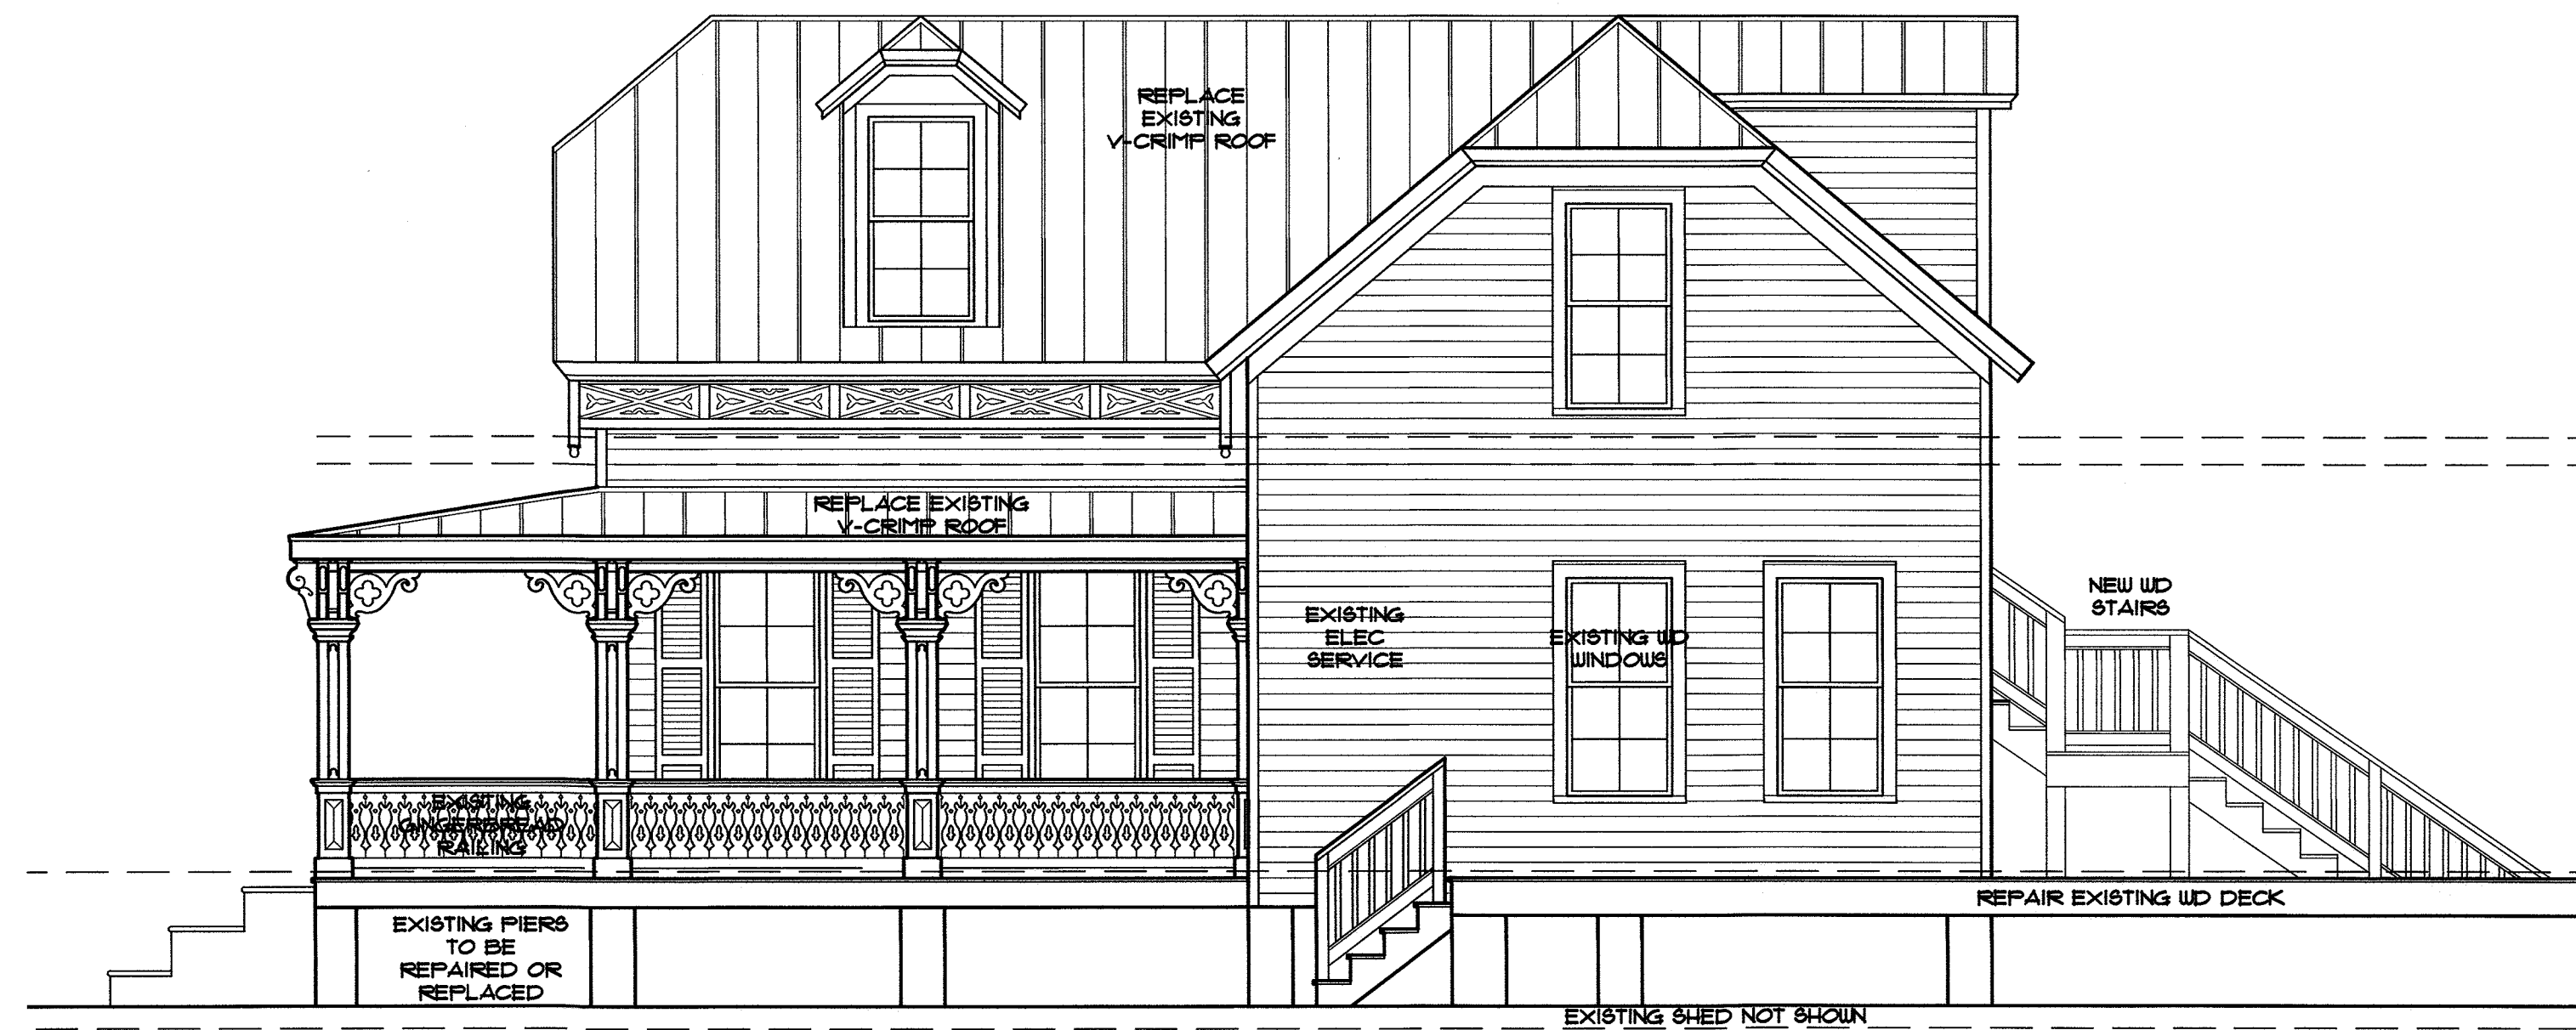 REPLACE
EXISTING
V-CRIMP ROOF
REPLACE EXISTING
V-CRIMP ROOF
NEW WD
STAIRS
EXISTING
ELEC
SERVICE
EXISTING WD
WINDOWS
EXISTING
GINGERBREAD
RAILING
REPAIR EXISTING WD DECK
EXISTING PIERS
TO BE
REPAIRED OR
REPLACED
EXISTING SHED NOT SHOWN